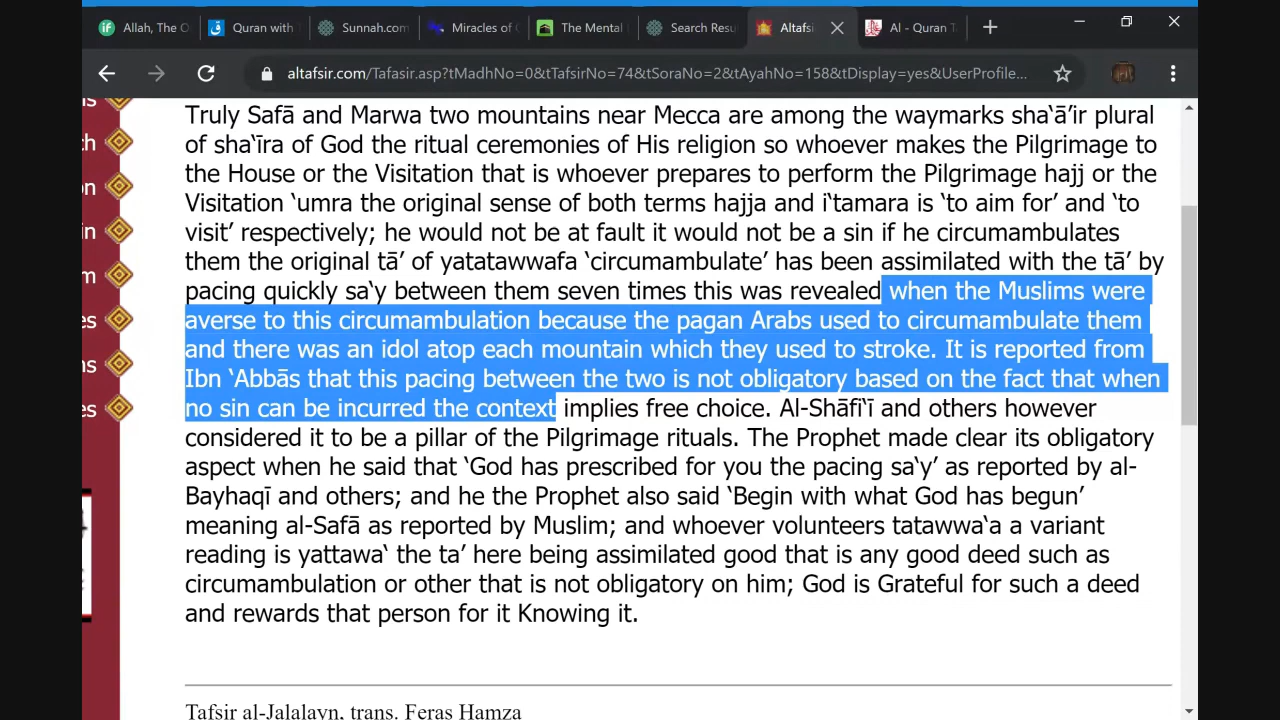 Allah, The O
Quran with
Sunnah.com
Miracles of
The Mental
Search Resu
Altafsi
Al - Quran T
altafsir.com/Tafasir.asp?tMadhNo=0&tTafsirNo=74&tSoraNo=2&tAyahNo=158&tDisplay=yes&UserProfile...
Truly Safā and Marwa two mountains near Mecca are among the waymarks sha‘ā’ir plural
of sha‘īra of God the ritual ceremonies of His religion so whoever makes the Pilgrimage to
the House or the Visitation that is whoever prepares to perform the Pilgrimage hajj or the
Visitation ‘umra the original sense of both terms hajja and i‘tamara is ‘to aim for’ and ‘to
visit’ respectively; he would not be at fault it would not be a sin if he circumambulates
them the original tā’ of yatatawwafa ‘circumambulate’ has been assimilated with the tā’ by
pacing quickly sa‘y between them seven times this was revealed when the Muslims were
averse to this circumambulation because the pagan Arabs used to circumambulate them
and there was an idol atop each mountain which they used to stroke. It is reported from
Ibn ‘Abbās that this pacing between the two is not obligatory based on the fact that when
no sin can be incurred the context implies free choice. Al-Shāfi‘ī and others however
considered it to be a pillar of the Pilgrimage rituals. The Prophet made clear its obligatory
aspect when he said that ‘God has prescribed for you the pacing sa‘y’ as reported by al-
Bayhaqī and others; and he the Prophet also said ‘Begin with what God has begun’
meaning al-Safā as reported by Muslim; and whoever volunteers tatawwa‘a a variant
reading is yattawa‘ the ta’ here being assimilated good that is any good deed such as
circumambulation or other that is not obligatory on him; God is Grateful for such a deed
and rewards that person for it Knowing it.
Tafsir al-Jalalayn, trans. Feras Hamza